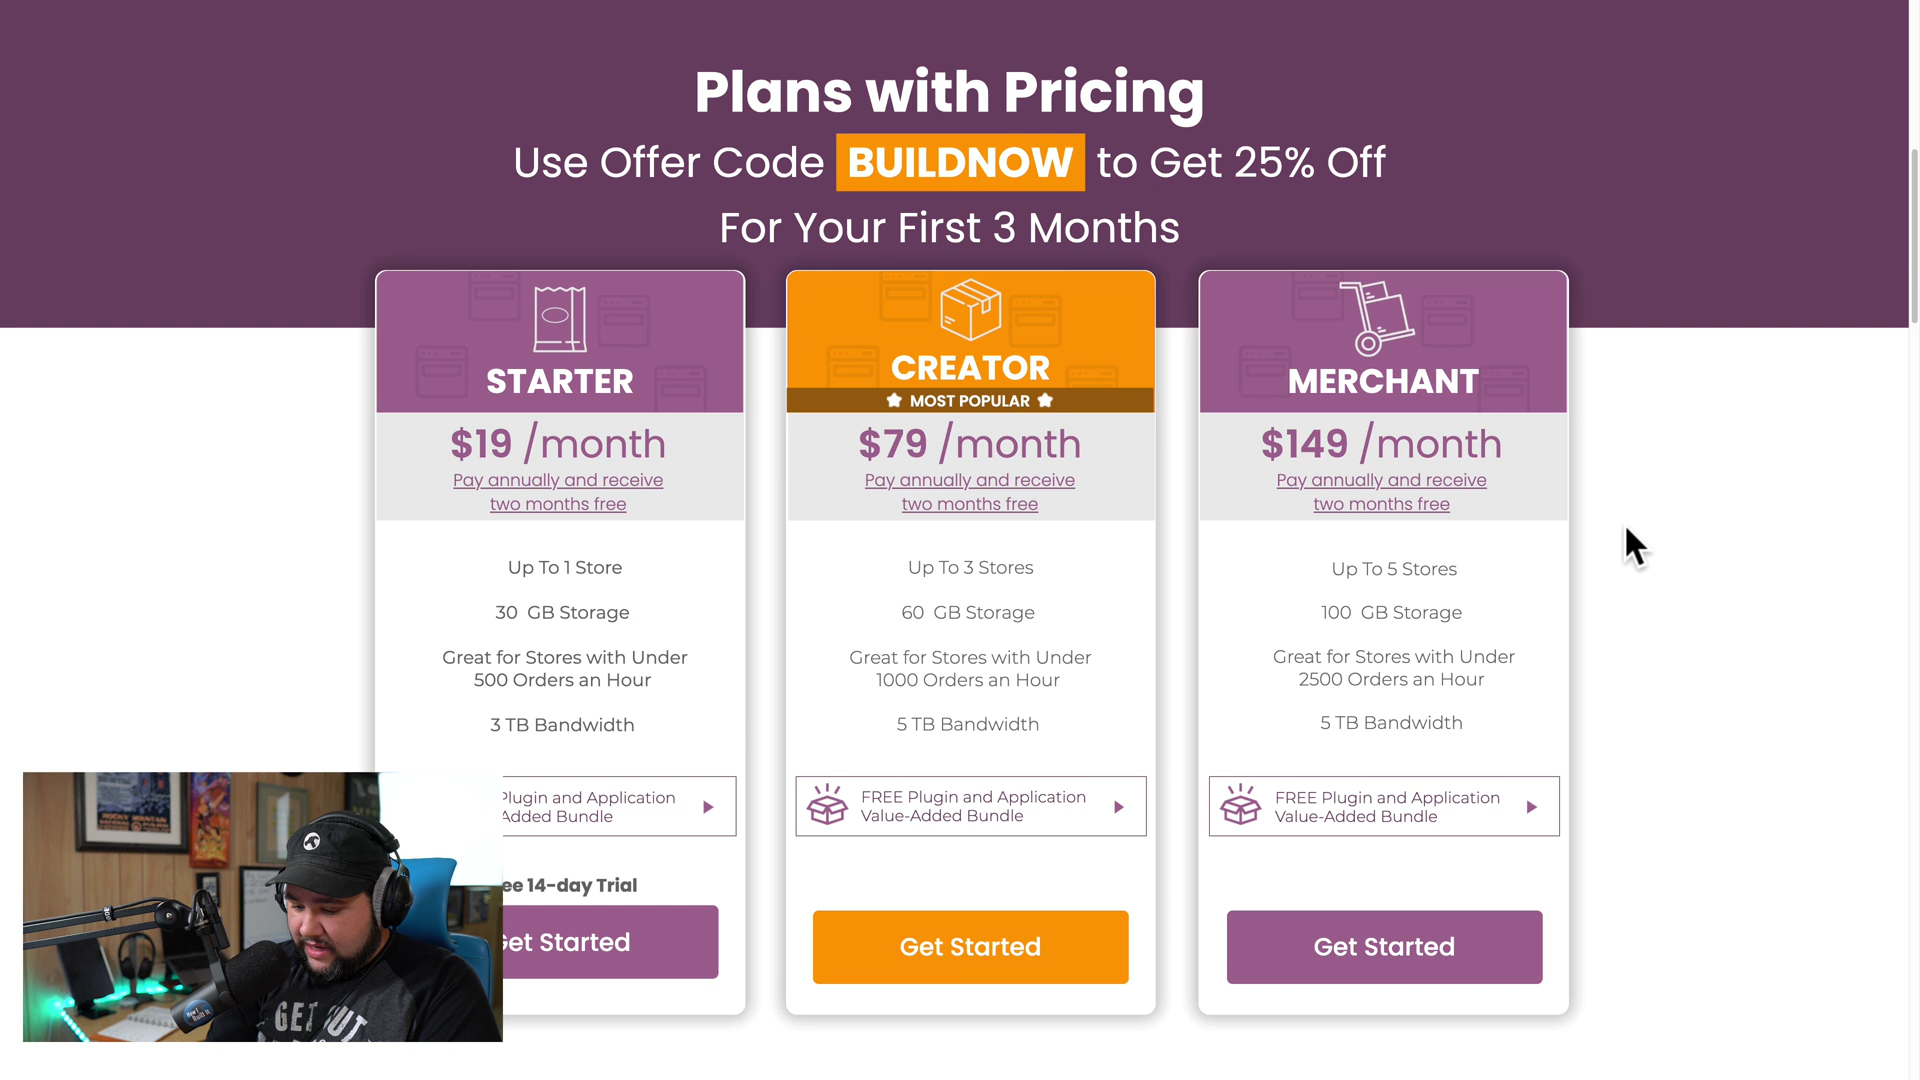 Plans with Pricing
Use Offer Code BUILDNOW to Get 25% Off
For Your First 3 Months
STARTER
$19 /month
Pay annually and receive
two months free
Up To 1 Store
30 GB Storage
Great for Stores with Under
500 Orders an Hour
3 TB Bandwidth
Plugin and Application
Added Bundle
14-day Trial
Get Started
CREATOR
MOST POPULAR
$79 /month
Pay annually and receive
two months free
Up To 3 Stores
60 GB Storage
Great for Stores with Under
1000 Orders an Hour
5 TB Bandwidth
FREE Plugin and Application
Value-Added Bundle
Get Started
MERCHANT
$149 /month
Pay annually and receive
two months free
Up To 5 Stores
100 GB Storage
Great for Stores with Under
2500 Orders an Hour
5 TB Bandwidth
FREE Plugin and Application
Value-Added Bundle
Get Started
ROCKY MOUNTAIN
GET OUT